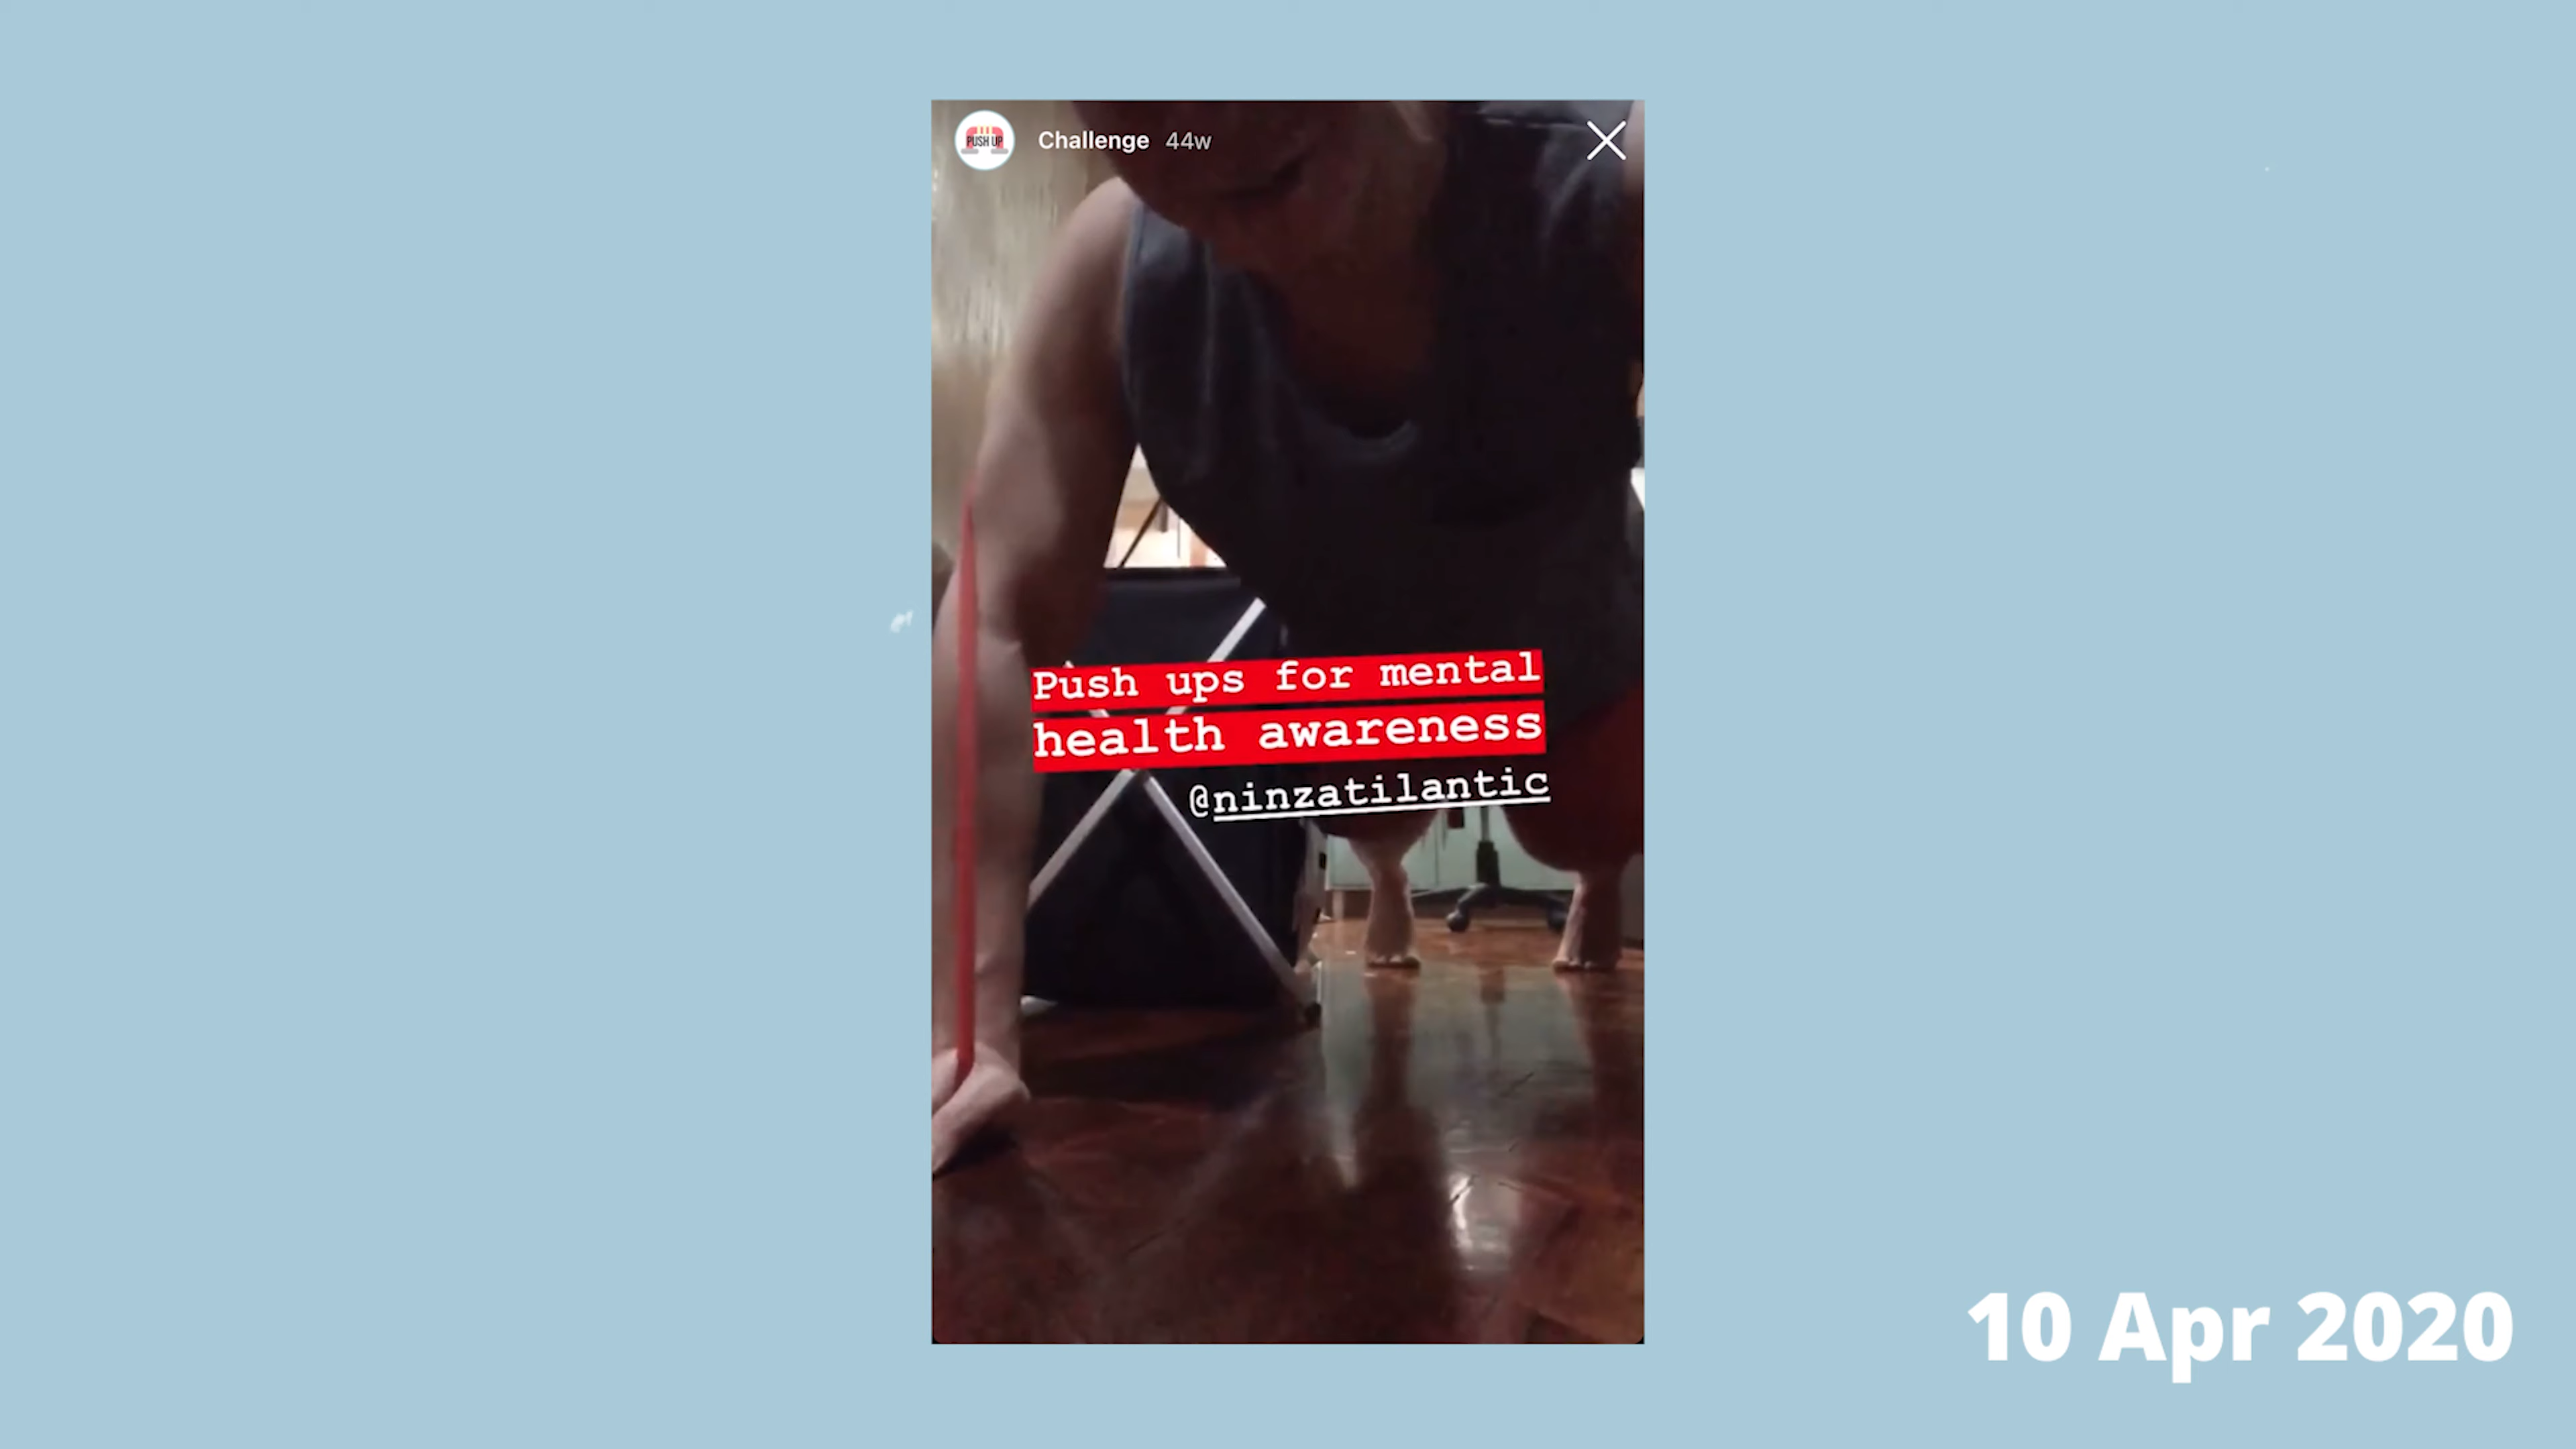 PUSH UP
Challenge 44w
Push ups for mental
health awareness
@ninzatilantic
10 Apr 2020